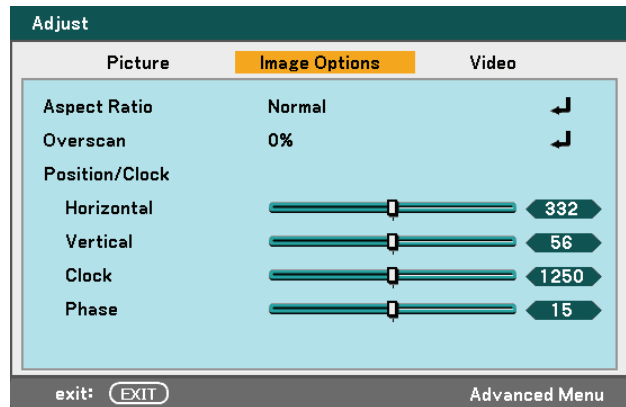 Adjust
Picture Image Options Video
Aspect Ratio Normal
Overscan 0%
Position/Clock
Horizontal 332
Vertical 56
Clock 1250
Phase 15
exit: EXIT Advanced Menu